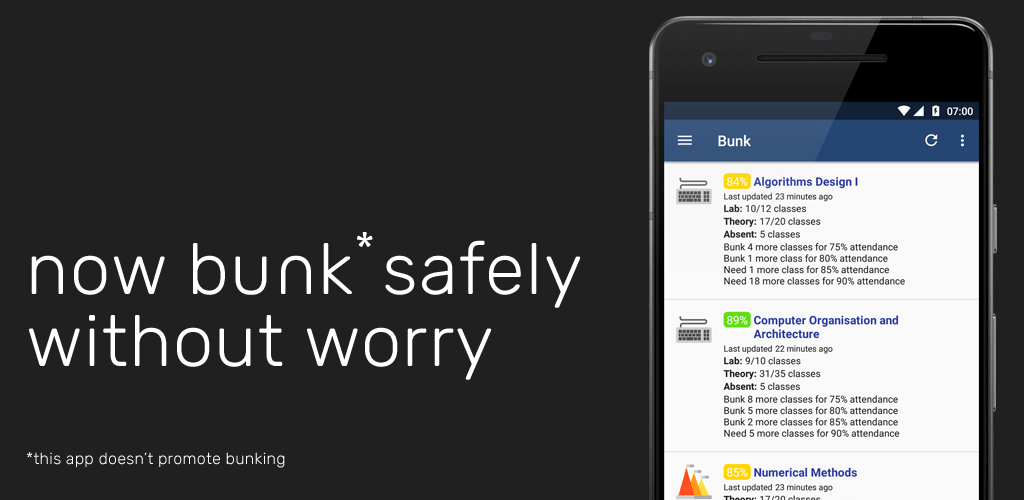 now bunk* safely
without worry
*this app doesn't promote bunking
07:00
Bunk
84% Algorithms Design I
Last updated 23 minutes ago
Lab: 10/12 classes
Theory: 17/20 classes
Absent: 5 classes
Bunk 4 more classes for 75% attendance
Bunk 1 more class for 80% attendance
Need 1 more class for 85% attendance
Need 18 more for 90% attendance
89% Computer Organisation and
Architecture
Last updated 22 minutes ago
Lab: 9/10 classes
Theory: 31/35 classes
Absent: 5 classes
Bunk 8 more classes for 75% attendance
Bunk 5 more classes for 80% attendance
Bunk 2 more classes for 85% attendance
Need 5 more classes for 90% attendance
85% Numerical Methods
Last updated 23 minutes ago
Theory: 17/20 classes